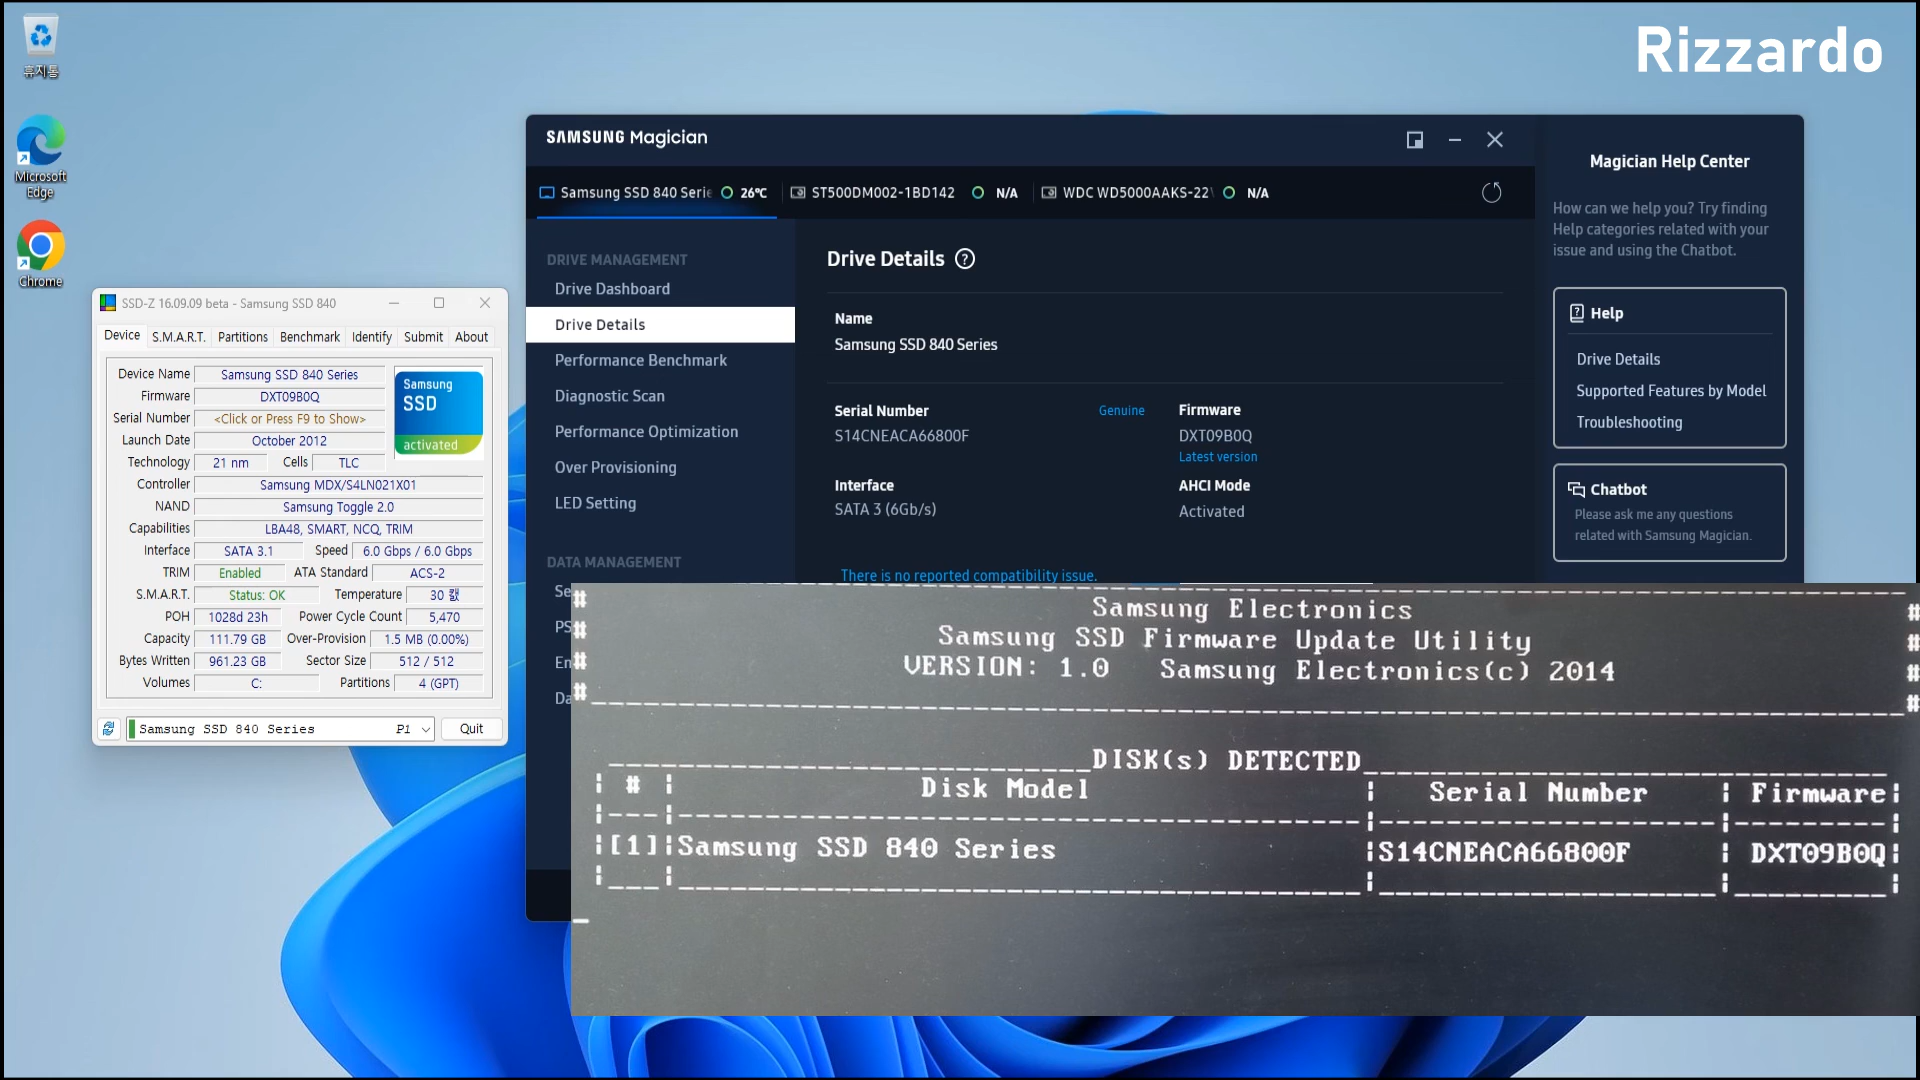 휴지통
Microsoft
Edge
Chrome
Rizzardo
SSD-Z 16.09.09 beta - Samsung SSD 840
Device S.M.A.R.T. Partitions Benchmark Identify Submit About
Device Name Samsung SSD 840 Series
Firmware DXT09B0Q
Serial Number <Click or Press F9 to Show>
Launch Date October 2012
Technology 21 nm Cells TLC
Controller Samsung MDX/S4LN021X01
NAND Samsung Toggle 2.0
Capabilities LBA48, SMART, NCQ, TRIM
Interface SATA 3.1 Speed 6.0 Gbps / 6.0 Gbps
TRIM Enabled ATA Standard ACS-2
S.M.A.R.T. Status: OK Temperature 30
POH 1028d 23h Power Cycle Count 5,470
Capacity 111.79 GB Over-Provision 1.5 MB (0.00%)
Bytes Written 961.23 GB Sector Size 512 / 512
Volumes C: Partitions 4 (GPT)
Samsung
SSD
activated
Samsung SSD 840 Series P1 Quit
SAMSUNG Magician
Samsung SSD 840 Serie 26℃ ST500DM002-1BD142 N/A WDC WD5000AAKS-22 N/A
DRIVE MANAGEMENT
Drive Dashboard
Drive Details
Performance Benchmark
Diagnostic Scan
Performance Optimization
Over Provisioning
LED Setting
DATA MANAGEMENT
Se
PS
En
Da
Drive Details ?
Name
Samsung SSD 840 Series
Serial Number Genuine
S14CNEACA66800F
Firmware
DXT09B0Q
Latest version
Interface
SATA 3 (6Gb/s)
AHCI Mode
Activated
There is no reported compatibility issue.
Magician Help Center
How can we help you? Try finding
Help categories related with your
issue and using the Chatbot.
Help
Drive Details
Supported Features by Model
Troubleshooting
Chatbot
Please ask me any questions
related with Samsung Magician.
# Samsung Electronics #
# Samsung SSD Firmware Update Utility #
# VERSION: 1.0 Samsung Electronics(c) 2014 #
# #
DISK(s) DETECTED
# Disk Model Serial Number Firmware
[1] Samsung SSD 840 Series S14CNEACA66800F DXT09B0Q